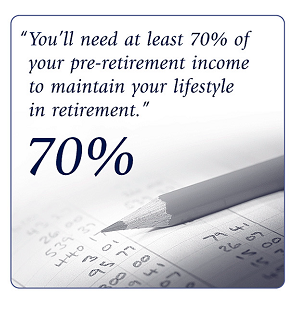 “You’ll need at least 70% of
your pre-retirement income
to maintain your lifestyle
in retirement.”
70%